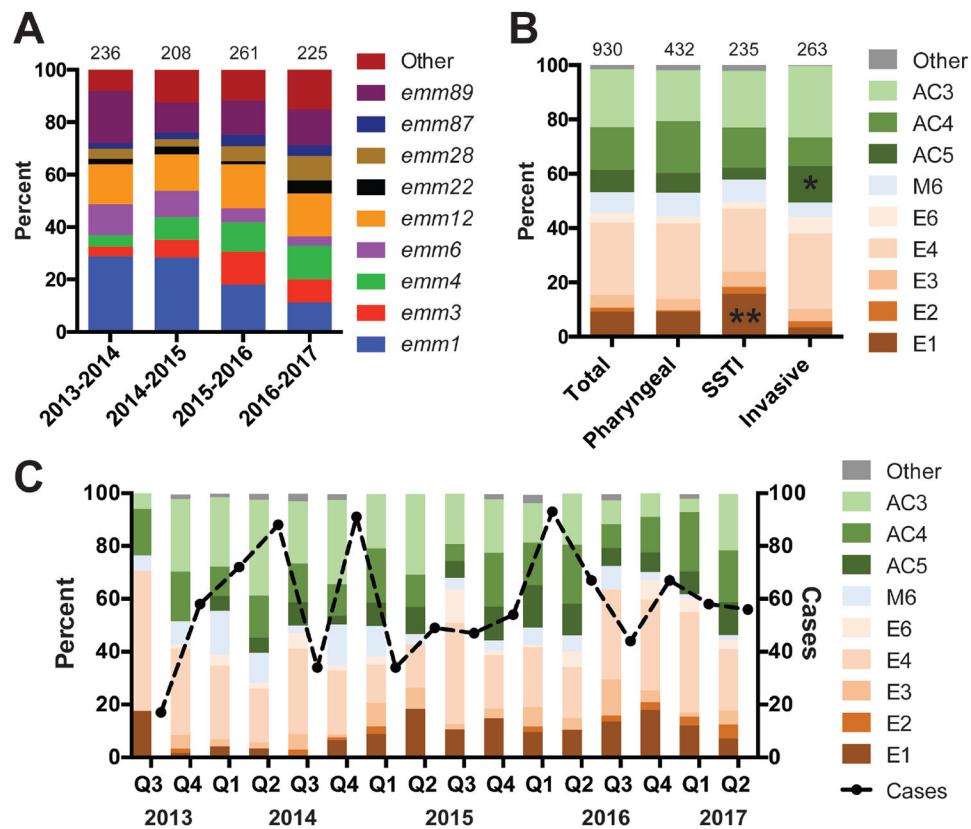 A
236 208 261 225
Percent
100
80
60
40
20
0
2013-2014
2014-2015
2015-2016
2016-2017
Other
emm89
emm87
emm28
emm22
emm12
emm6
emm4
emm3
emm1
B
930 432 235 263
Percent
100
80
60
40
20
0
*
**
Total
Pharyngeal
SSTI
Invasive
Other
AC3
AC4
AC5
M6
E6
E4
E3
E2
E1
C
Percent
100
80
60
40
20
0
100
80
60
40
20
0
Cases
Q3 Q4 Q1 Q2 Q3 Q4 Q1 Q2 Q3 Q4 Q1 Q2 Q3 Q4 Q1 Q2
2013 2014 2015 2016 2017
Other
AC3
AC4
AC5
M6
E6
E4
E3
E2
E1
Cases